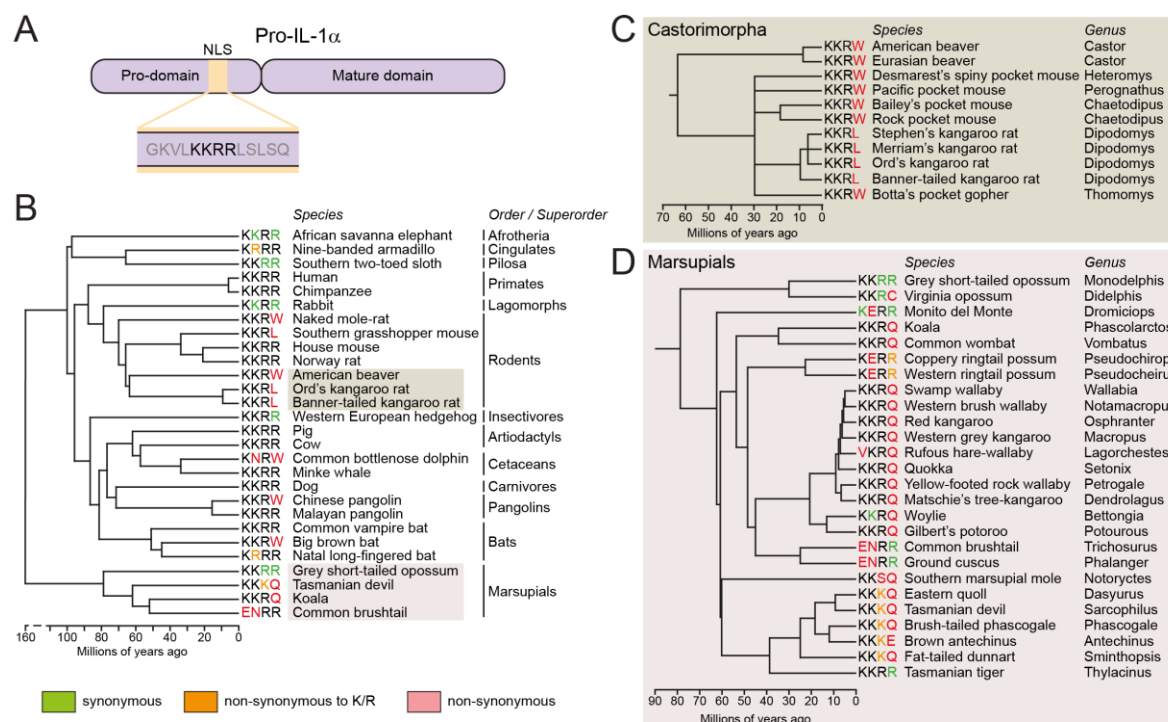 A
Pro-IL-1α
NLS
Pro-domain
Mature domain
GKVLKKRRLSLSQ
B
Species
Order / Superorder
KKRR African savanna elephant Afrotheria
KRRR Nine-banded armadillo Cingulates
KKRR Southern two-toed sloth Pilosa
KKRR Human
Primates
KKRR Chimpanzee
KKRR Rabbit Lagomorphs
KKRW Naked mole-rat
KKRL Southern grasshopper mouse
KKRR House mouse
Rodents
KKRR Norway rat
KKRW American beaver
KKRL Ord's kangaroo rat
KKRL Banner-tailed kangaroo rat
KKRR Western European hedgehog Insectivores
KKRR Pig
Artiodactyls
KKRR Cow
KNRW Common bottlenose dolphin
Cetaceans
KKRR Minke whale
KKRR Dog Carnivores
KKRW Chinese pangolin
Pangolins
KKRR Malayan pangolin
KKRR Common vampire bat
KKRW Big brown bat Bats
KRRR Natal long-fingered bat
KKRR Grey short-tailed opossum
KKKQ Tasmanian devil
Marsupials
KKRQ Koala
ENRR Common brushtail
160 100 80 60 40 20 0
Millions of years ago
synonymous
non-synonymous to K/R
non-synonymous
C
Castorimorpha
Species
Genus
KKRW American beaver Castor
KKRW Eurasian beaver Castor
KKRW Desmarest's spiny pocket mouse Heteromys
KKRW Pacific pocket mouse Perognathus
KKRW Bailey's pocket mouse Chaetodipus
KKRW Rock pocket mouse Chaetodipus
KKRL Stephen's kangaroo rat Dipodomys
KKRL Merriam's kangaroo rat Dipodomys
KKRL Ord's kangaroo rat Dipodomys
KKRL Banner-tailed kangaroo rat Dipodomys
KKRW Botta's pocket gopher Thomomys
70 60 50 40 30 20 10 0
Millions of years ago
D
Marsupials
Species
Genus
KKRR Grey short-tailed opossum Monodelphis
KKRC Virginia opossum Didelphis
KERR Monito del Monte Dromiciops
KKRQ Koala Phascolarctos
KKRQ Common wombat Vombatus
KERR Coppery ringtail possum Pseudochirop
KERR Western ringtail possum Pseudocheirus
KKRQ Swamp wallaby Wallabia
KKRQ Western brush wallaby Notamacropus
KKRQ Red kangaroo Osphranter
KKRQ Western grey kangaroo Macropus
VKRQ Rufous hare-wallaby Lagorchestes
KKRQ Quokka Setonix
KKRQ Yellow-footed rock wallaby Petrogale
KKRQ Matschie's tree-kangaroo Dendrolagus
KKRQ Woylie Bettongia
KKRQ Gilbert's potoroo Potourous
ENRR Common brushtail Trichosurus
ENRR Ground cuscus Phalanger
KKSQ Southern marsupial mole Notoryctes
KKKQ Eastern quoll Dasyurus
KKKQ Tasmanian devil Sarcophilus
KKKQ Brush-tailed phascogale Phascogale
KKKE Brown antechinus Antechinus
KKKQ Fat-tailed dunnart Sminthopsis
KKRR Tasmanian tiger Thylacinus
90 80 70 60 50 40 30 20 10 0
Millions of years ago